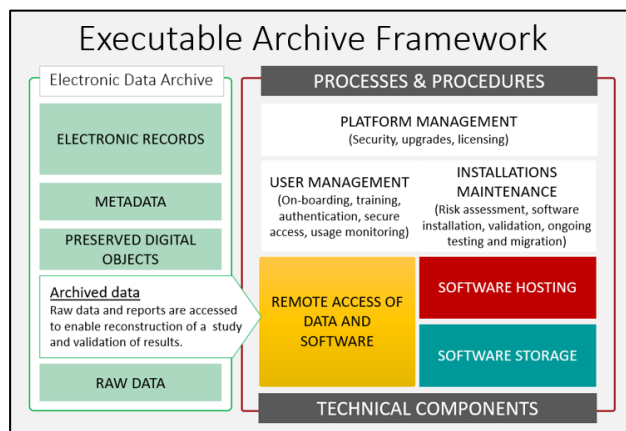 Executable Archive Framework
Electronic Data Archive
ELECTRONIC RECORDS
METADATA
PRESERVED DIGITAL
OBJECTS
Archived data
Raw data and reports are accessed
to enable reconstruction of a study
and validation of results.
RAW DATA
PROCESSES & PROCEDURES
PLATFORM MANAGEMENT
(Security, upgrades, licensing)
USER MANAGEMENT
(On-boarding, training,
authentication, secure
access, usage monitoring)
INSTALLATIONS
MAINTENANCE
(Risk assessment, software
installation, validation, ongoing
testing and migration)
REMOTE ACCESS OF
DATA AND
SOFTWARE
SOFTWARE HOSTING
SOFTWARE STORAGE
TECHNICAL COMPONENTS